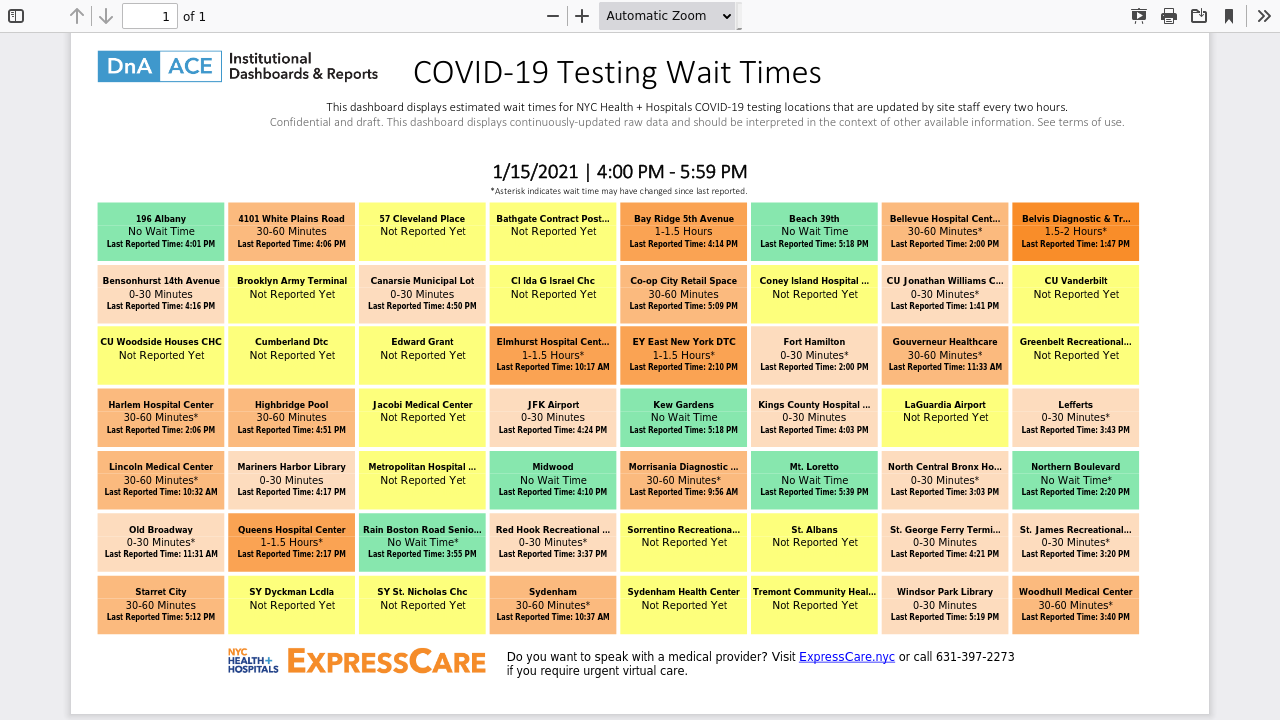 1 of 1 Automatic Zoom
DnA ACE Institutional
Dashboards & Reports
COVID-19 Testing Wait Times
This dashboard displays estimated wait times for NYC Health + Hospitals COVID-19 testing locations that are updated by site staff every two hours.
Confidential and draft. This dashboard displays continuously-updated raw data and should be interpreted in the context of other available information. See terms of use.
1/15/2021 | 4:00 PM - 5:59 PM
*Asterisk indicates wait time may have changed since last reported.
196 Albany
No Wait Time
Last Reported Time: 4:01 PM
4101 White Plains Road
30-60 Minutes
Last Reported Time: 4:06 PM
57 Cleveland Place
Not Reported Yet
Bathgate Contract Post...
Not Reported Yet
Bay Ridge 5th Avenue
1-1.5 Hours
Last Reported Time: 4:14 PM
Beach 39th
No Wait Time
Last Reported Time: 5:18 PM
Bellevue Hospital Cent...
30-60 Minutes*
Last Reported Time: 2:00 PM
Belvis Diagnostic & Tr...
1.5-2 Hours*
Last Reported Time: 1:47 PM
Bensonhurst 14th Avenue
0-30 Minutes
Last Reported Time: 4:16 PM
Brooklyn Army Terminal
Not Reported Yet
Canarsie Municipal Lot
0-30 Minutes
Last Reported Time: 4:50 PM
Cl Ida G Israel Chc
Not Reported Yet
Co-op City Retail Space
30-60 Minutes
Last Reported Time: 5:09 PM
Coney Island Hospital ...
Not Reported Yet
CU Jonathan Williams C...
0-30 Minutes*
Last Reported Time: 1:41 PM
CU Vanderbilt
Not Reported Yet
CU Woodside Houses CHC
Not Reported Yet
Cumberland Dtc
Not Reported Yet
Edward Grant
Not Reported Yet
Elmhurst Hospital Cent...
1-1.5 Hours*
Last Reported Time: 10:17 AM
EY East New York DTC
1-1.5 Hours*
Last Reported Time: 2:10 PM
Fort Hamilton
0-30 Minutes*
Last Reported Time: 2:00 PM
Gouverneur Healthcare
30-60 Minutes*
Last Reported Time: 11:33 AM
Greenbelt Recreational...
Not Reported Yet
Harlem Hospital Center
30-60 Minutes*
Last Reported Time: 2:06 PM
Highbridge Pool
30-60 Minutes
Last Reported Time: 4:51 PM
Jacobi Medical Center
Not Reported Yet
JFK Airport
0-30 Minutes
Last Reported Time: 4:24 PM
Kew Gardens
No Wait Time
Last Reported Time: 5:18 PM
Kings County Hospital ...
0-30 Minutes
Last Reported Time: 4:03 PM
LaGuardia Airport
Not Reported Yet
Lefferts
0-30 Minutes*
Last Reported Time: 3:43 PM
Lincoln Medical Center
30-60 Minutes*
Last Reported Time: 10:32 AM
Mariners Harbor Library
0-30 Minutes
Last Reported Time: 4:17 PM
Metropolitan Hospital ...
Not Reported Yet
Midwood
No Wait Time
Last Reported Time: 4:10 PM
Morrisania Diagnostic ...
30-60 Minutes*
Last Reported Time: 9:56 AM
Mt. Loretto
No Wait Time
Last Reported Time: 5:39 PM
North Central Bronx Ho...
0-30 Minutes*
Last Reported Time: 3:03 PM
Northern Boulevard
No Wait Time*
Last Reported Time: 2:20 PM
Old Broadway
0-30 Minutes*
Last Reported Time: 11:31 AM
Queens Hospital Center
1-1.5 Hours*
Last Reported Time: 2:17 PM
Rain Boston Road Senio...
No Wait Time*
Last Reported Time: 3:55 PM
Red Hook Recreational ...
0-30 Minutes*
Last Reported Time: 3:37 PM
Sorrentino Recreationa...
Not Reported Yet
St. Albans
Not Reported Yet
St. George Ferry Termi...
0-30 Minutes
Last Reported Time: 4:21 PM
St. James Recreational...
0-30 Minutes*
Last Reported Time: 3:20 PM
Starret City
30-60 Minutes
Last Reported Time: 5:12 PM
SY Dyckman Lcdla
Not Reported Yet
SY St. Nicholas Chc
Not Reported Yet
Sydenham
30-60 Minutes*
Last Reported Time: 10:37 AM
Sydenham Health Center
Not Reported Yet
Tremont Community Heal...
Not Reported Yet
Windsor Park Library
0-30 Minutes
Last Reported Time: 5:19 PM
Woodhull Medical Center
30-60 Minutes*
Last Reported Time: 3:40 PM
NYC
HEALTH+
HOSPITALS
EXPRESSCARE
Do you want to speak with a medical provider? Visit ExpressCare.nyc or call 631-397-2273
if you require urgent virtual care.